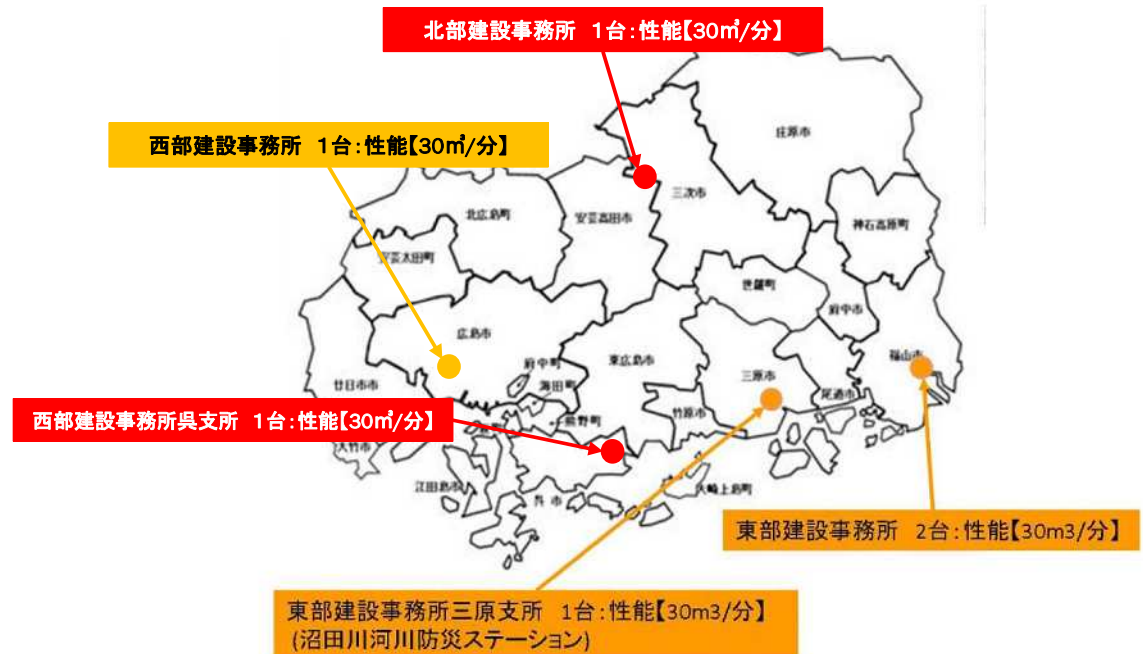 北部建設事務所 1台:性能【30㎥/分】
庄原市
西部建設事務所 1台:性能【30㎥/分】
三次市
北広島町
安芸高田市
神石高原町
安芸太田町
世羅町
府中市
広島市
東広島市
福山市
府中町
三原市
廿日市市
海田町
尾道市
竹原市
西部建設事務所呉支所 1台:性能【30㎥/分】
熊野町
大竹市
江田島市
大崎上島町
呉市
東部建設事務所 2台:性能【30m3/分】
東部建設事務所三原支所 1台:性能【30m3/分】
(沼田川河川防災ステーション)